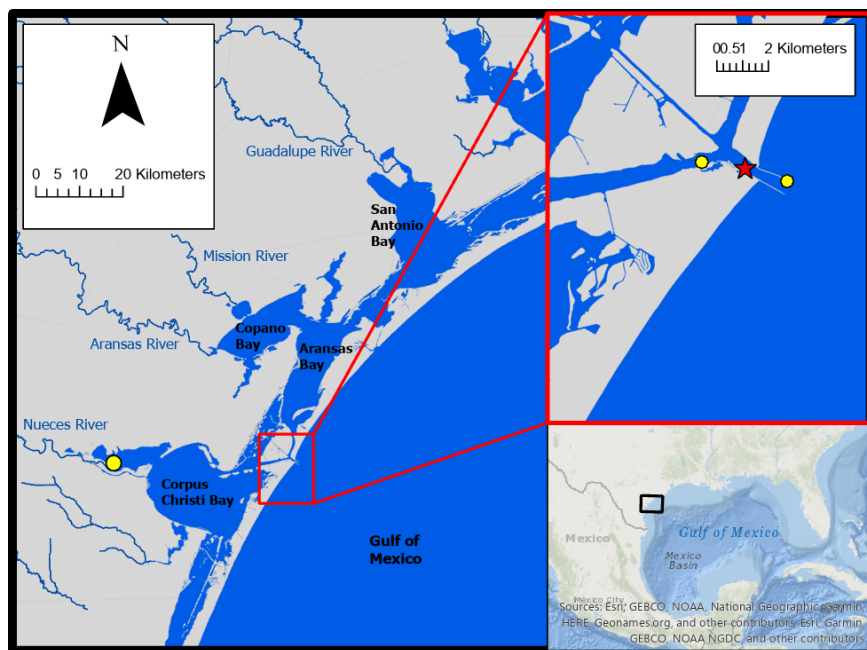 N
0 5 10 20 Kilometers
00.51 2 Kilometers
Guadalupe River
San
Antonio
Bay
Mission River
Copano
Bay
Aransas River
Aransas
Bay
Nueces River
Corpus
Christi Bay
Gulf of
Mexico
Mexico
Gulf of Mexico
Mexico
Basin
México City
Sources: Esri, GEBCO, NOAA, National Geographic, Garmin,
HERE, Geonames.org, and other contributors, Esri, Garmin,
GEBCO, NOAA NGDC, and other contributors